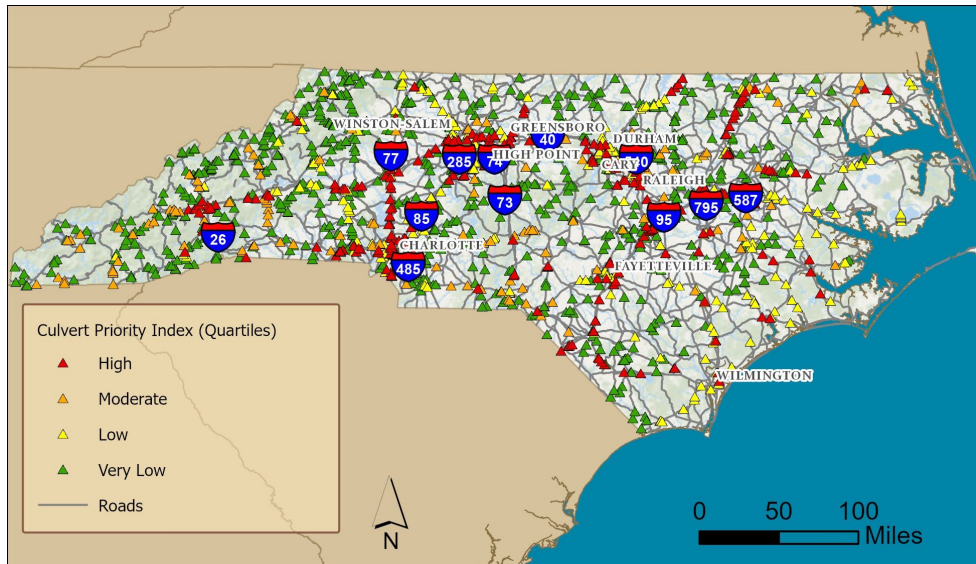 WINSTON-SALEM
GREENSBORO
40
DURHAM
77
285
74
HIGH POINT
CARY
40
RALEIGH
73
85
95
795
587
26
CHARLOTTE
485
FAYETTEVILLE
WILMINGTON
Culvert Priority Index (Quartiles)
High
Moderate
Low
Very Low
Roads
N
0 50 100
Miles